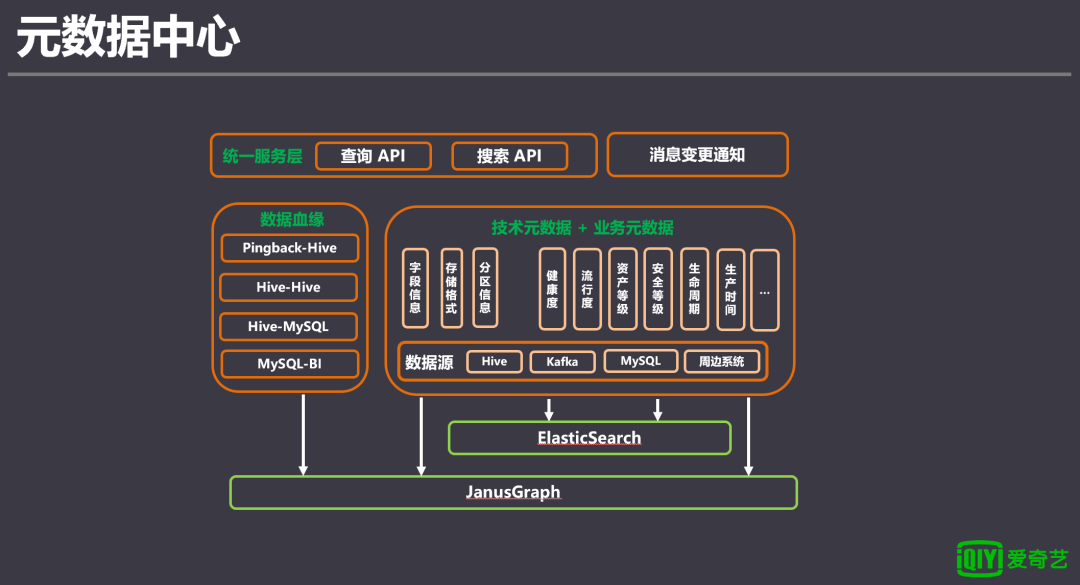 元数据中心
统一服务层
查询 API
搜索 API
消息变更通知
数据血缘
Pingback-Hive
Hive-Hive
Hive-MySQL
MySQL-BI
技术元数据 + 业务元数据
字段信息
存储格式
分区信息
健康度
流行度
资产等级
安全等级
生命周期
生产时间
...
数据源
Hive
Kafka
MySQL
周边系统
ElasticSearch
JanusGraph
iQIYI 爱奇艺